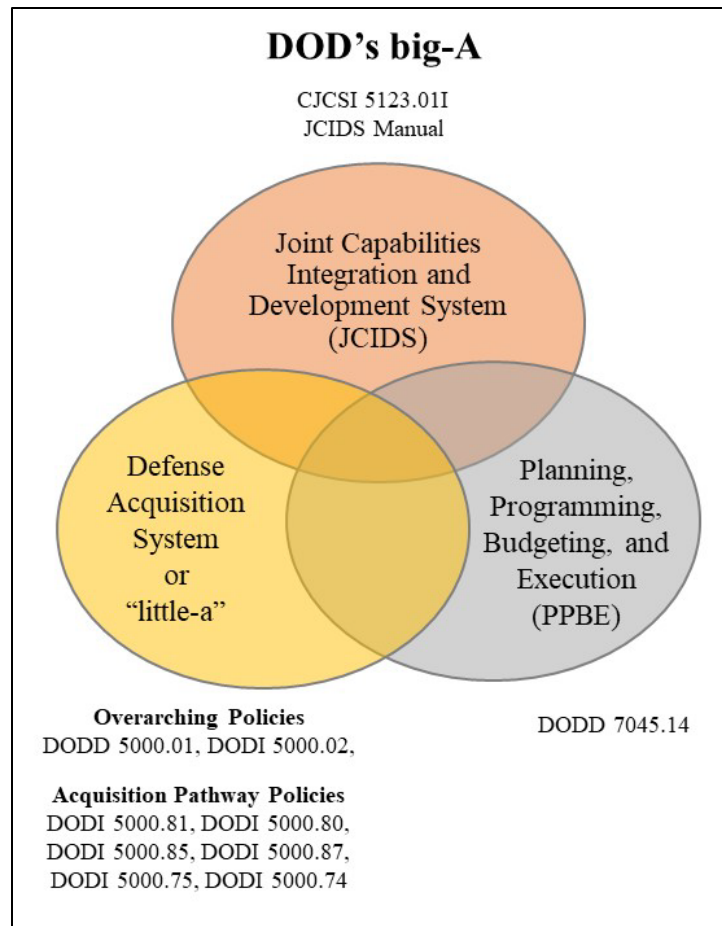 DOD’s big-A
CJCSI 5123.01I
JCIDS Manual
Joint Capabilities
Integration and
Development System
(JCIDS)
Defense
Acquisition
System
or
“little-a”
Planning,
Programming,
Budgeting, and
Execution
(PPBE)
Overarching Policies
DODD 5000.01, DODI 5000.02,
DODD 7045.14
Acquisition Pathway Policies
DODI 5000.81, DODI 5000.80,
DODI 5000.85, DODI 5000.87,
DODI 5000.75, DODI 5000.74